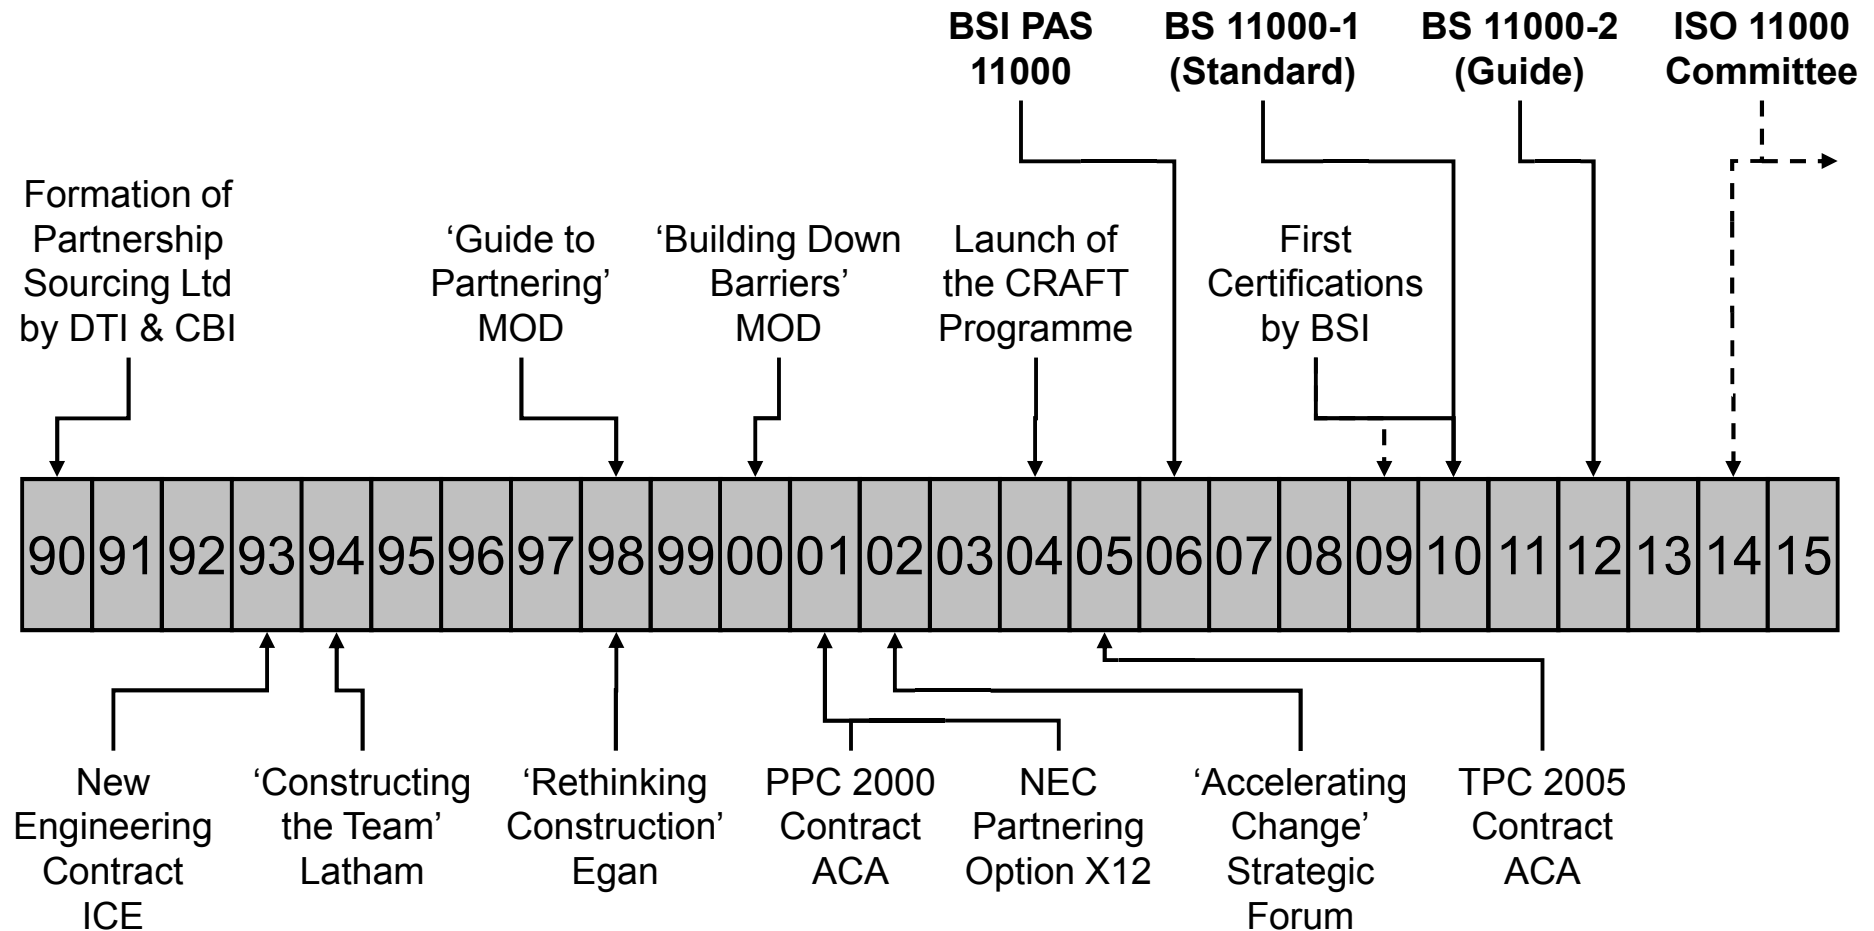 BSI PAS
11000
BS 11000-1
(Standard)
BS 11000-2
(Guide)
ISO 11000
Committee
Formation of
Partnership
Sourcing Ltd
by DTI & CBI
‘Guide to
Partnering’
MOD
‘Building Down
Barriers’
MOD
Launch of
the CRAFT
Programme
First
Certifications
by BSI
90 91 92 93 94 95 96 97 98 99 00 01 02 03 04 05 06 07 08 09 10 11 12 13 14 15
New
Engineering
Contract
ICE
‘Constructing
the Team’
Latham
‘Rethinking
Construction’
Egan
PPC 2000
Contract
ACA
NEC
Partnering
Option X12
‘Accelerating
Change’
Strategic
Forum
TPC 2005
Contract
ACA